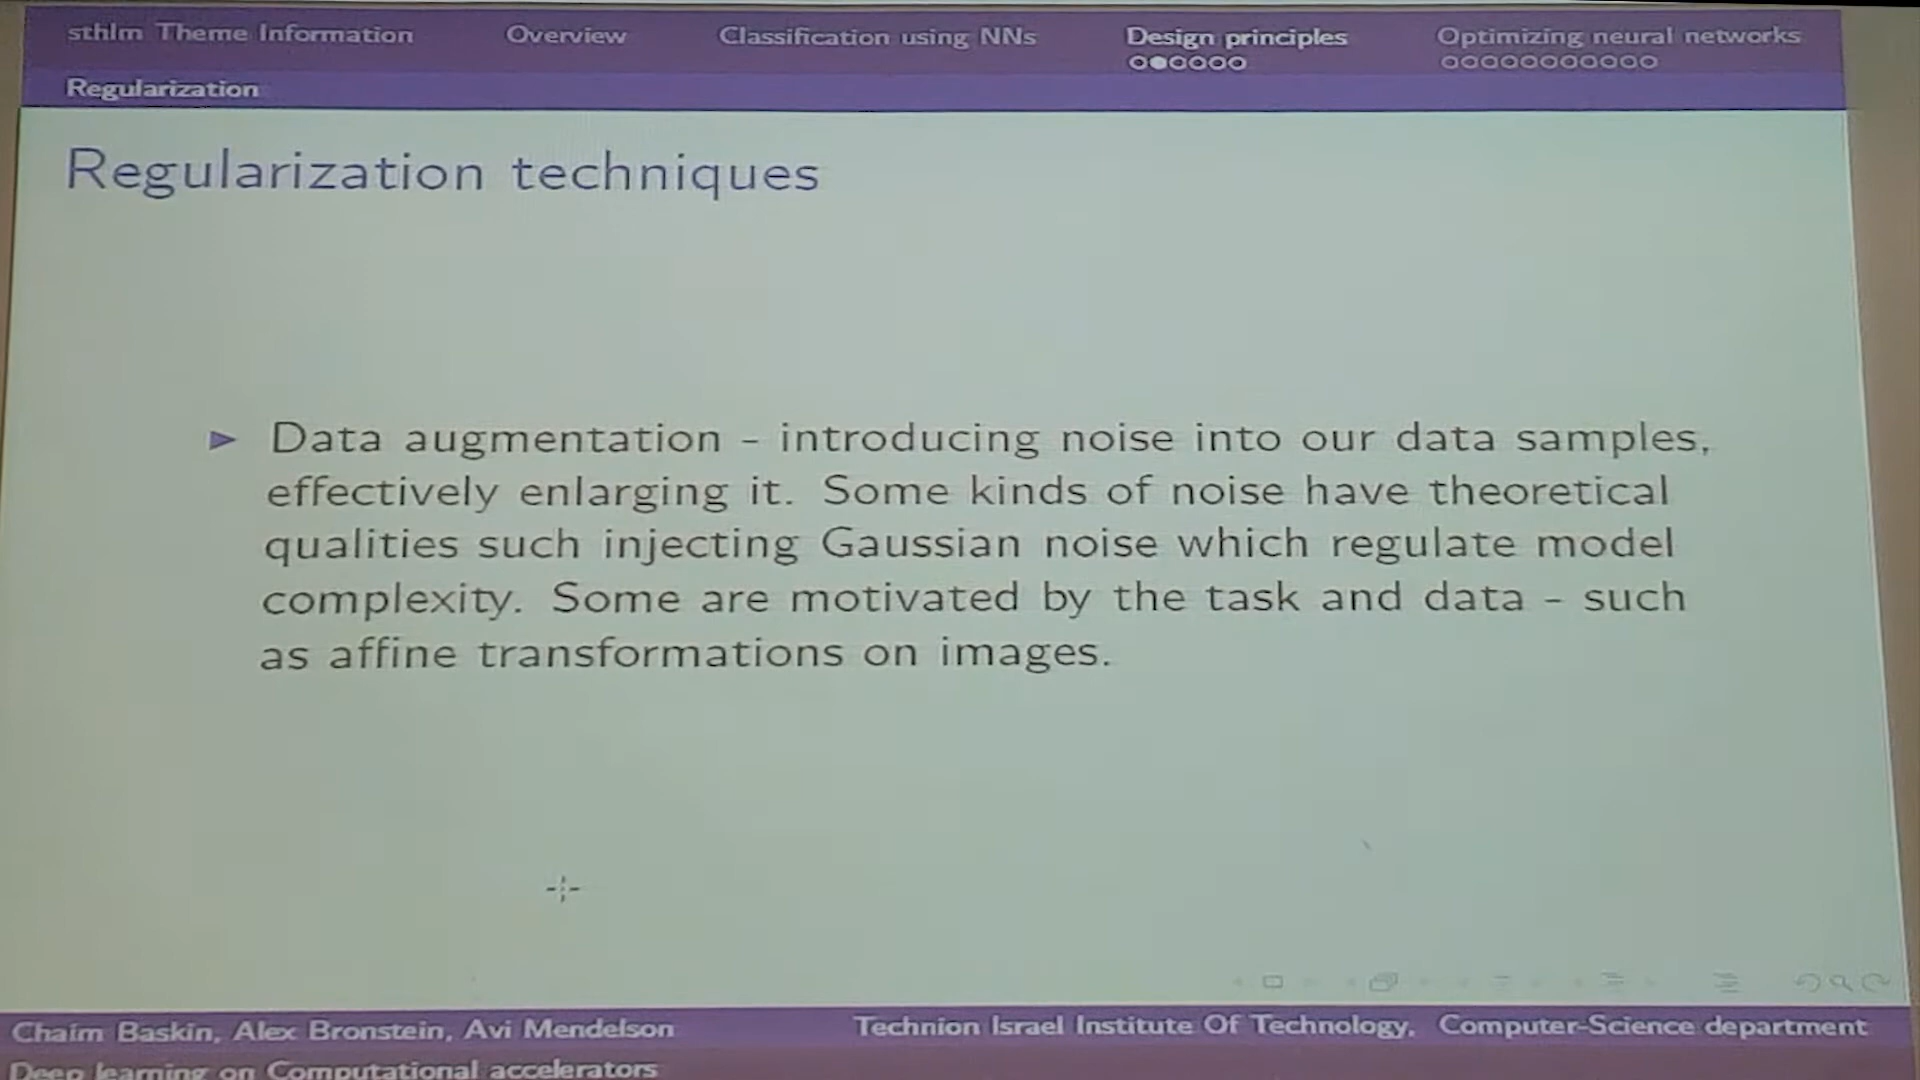 sthlm Theme Information Overview Classification using NNs Design principles Optimizing neural networks
Regularization
Regularization techniques
Data augmentation - introducing noise into our data samples,
effectively enlarging it. Some kinds of noise have theoretical
qualities such injecting Gaussian noise which regulate model
complexity. Some are motivated by the task and data - such
as affine transformations on images.
Chaim Baskin, Alex Bronstein, Avi Mendelson Technion Israel Institute Of Technology, Computer-Science department
Deep learning on Computational accelerators